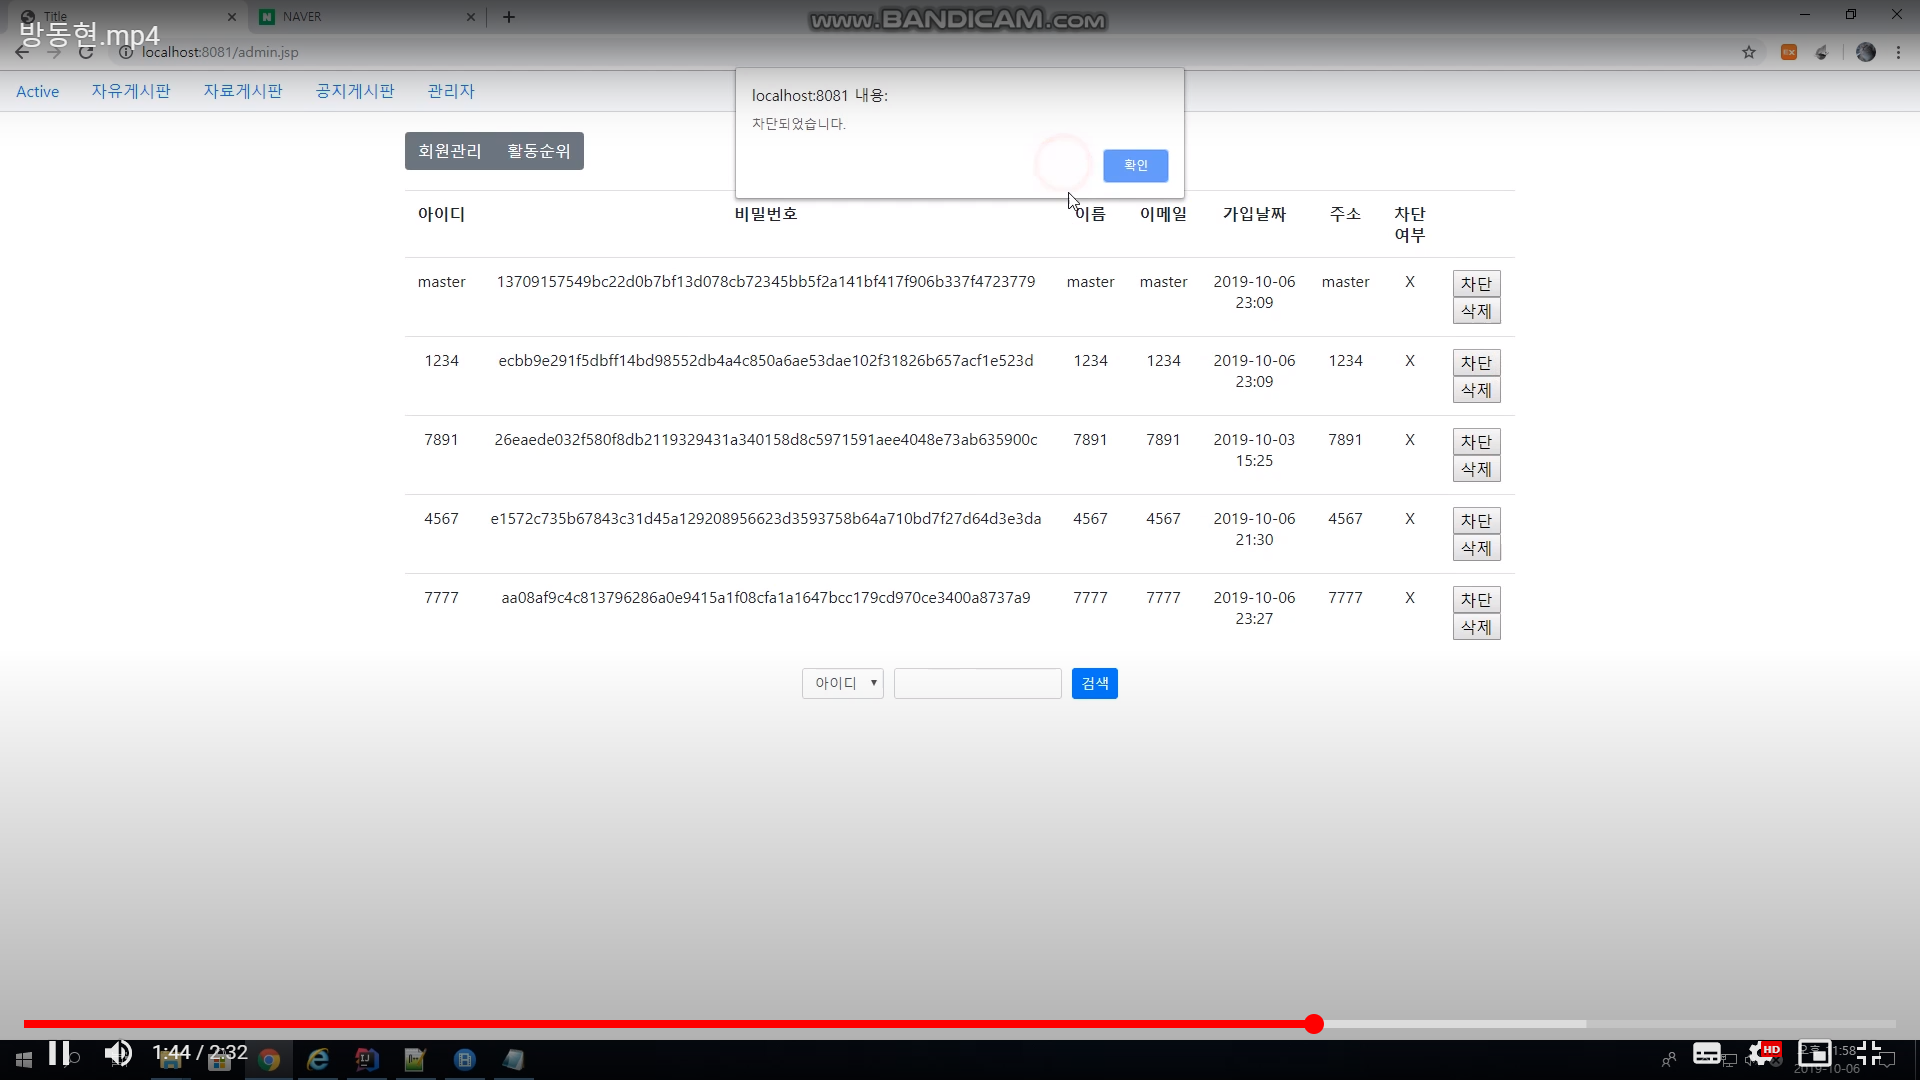 Title
NAVER
www.BANDICAM.com
방동현.mp4
localhost:8081/admin.jsp
Active 자유게시판 자료게시판 공지게시판 관리자
localhost:8081 내용:
차단되었습니다.
확인
회원관리 활동순위
아이디 비밀번호 이름 이메일 가입날짜 주소 차단
여부
master 13709157549bc22d0b7bf13d078cb72345bb5f2a141bf417f906b337f4723779 master master 2019-10-06 master X 차단
23:09 삭제
1234 ecbb9e291f5dbff14bd98552db4a4c850a6ae53dae102f31826b657acf1e523d 1234 1234 2019-10-06 1234 X 차단
23:09 삭제
7891 26eaede032f580f8db2119329431a340158d8c5971591aee4048e73ab635900c 7891 7891 2019-10-03 7891 X 차단
15:25 삭제
4567 e1572c735b67843c31d45a129208956623d3593758b64a710bd7f27d64d3e3da 4567 4567 2019-10-06 4567 X 차단
21:30 삭제
7777 aa08af9c4c813796286a0e9415a1f08cfa1a1647bcc179cd970ce3400a8737a9 7777 7777 2019-10-06 7777 X 차단
23:27 삭제
아이디 검색
1:44 / 2:32
HD
2019-10-06